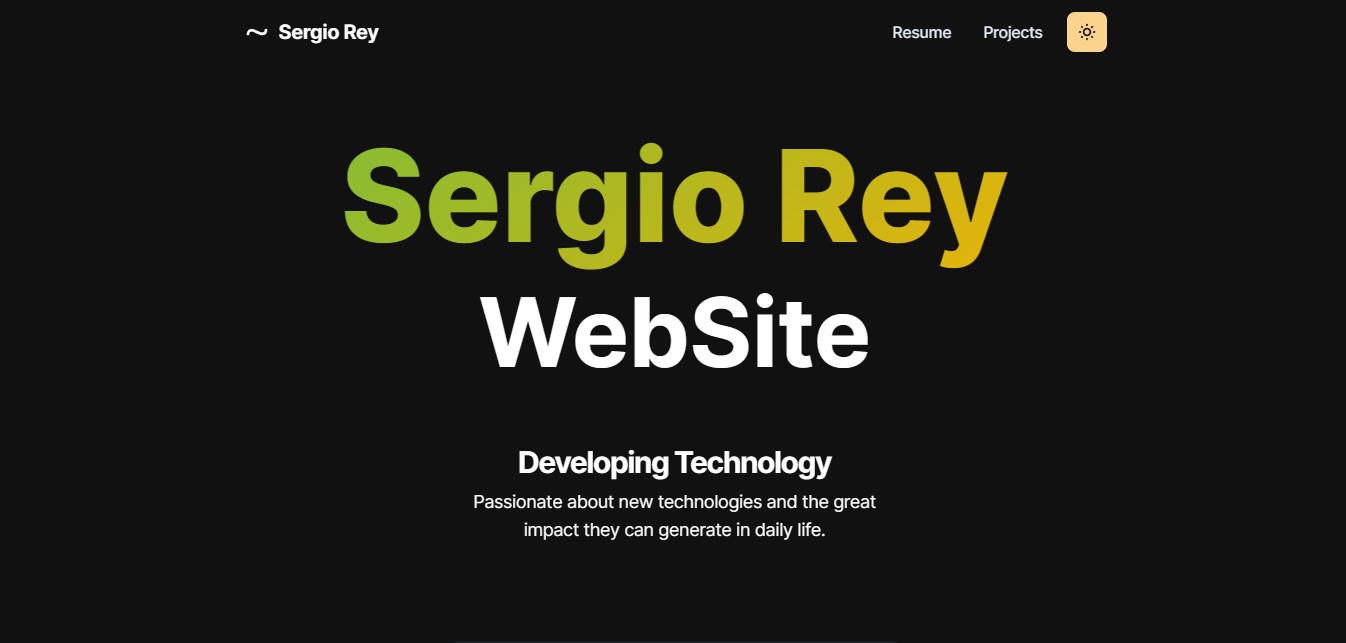 Sergio Rey
Resume
Projects
Sergio Rey
WebSite
Developing Technology
Passionate about new technologies and the great
impact they can generate in daily life.